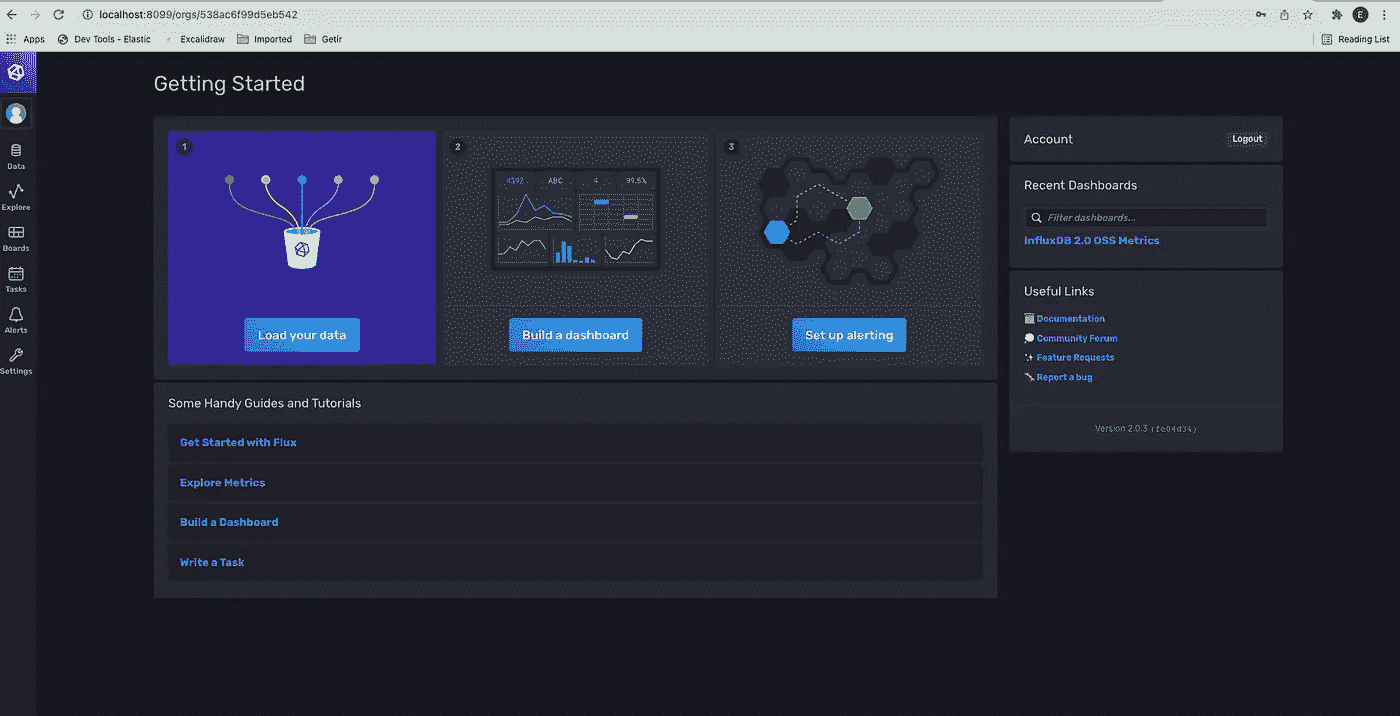 localhost:8099/orgs/538ac6f99d5eb542
E
Apps
Dev Tools - Elastic
Excalidraw
Imported
Getir
Reading List
Data
Explore
Boards
Tasks
Alerts
Settings
Getting Started
1
Load your data
2
4392 ABC 4 99.5%
Build a dashboard
3
Set up alerting
Some Handy Guides and Tutorials
Get Started with Flux
Explore Metrics
Build a Dashboard
Write a Task
Account
Logout
Recent Dashboards
Filter dashboards...
InfluxDB 2.0 OSS Metrics
Useful Links
Documentation
Community Forum
Feature Requests
Report a bug
Version 2.0.3 (fe04d34)